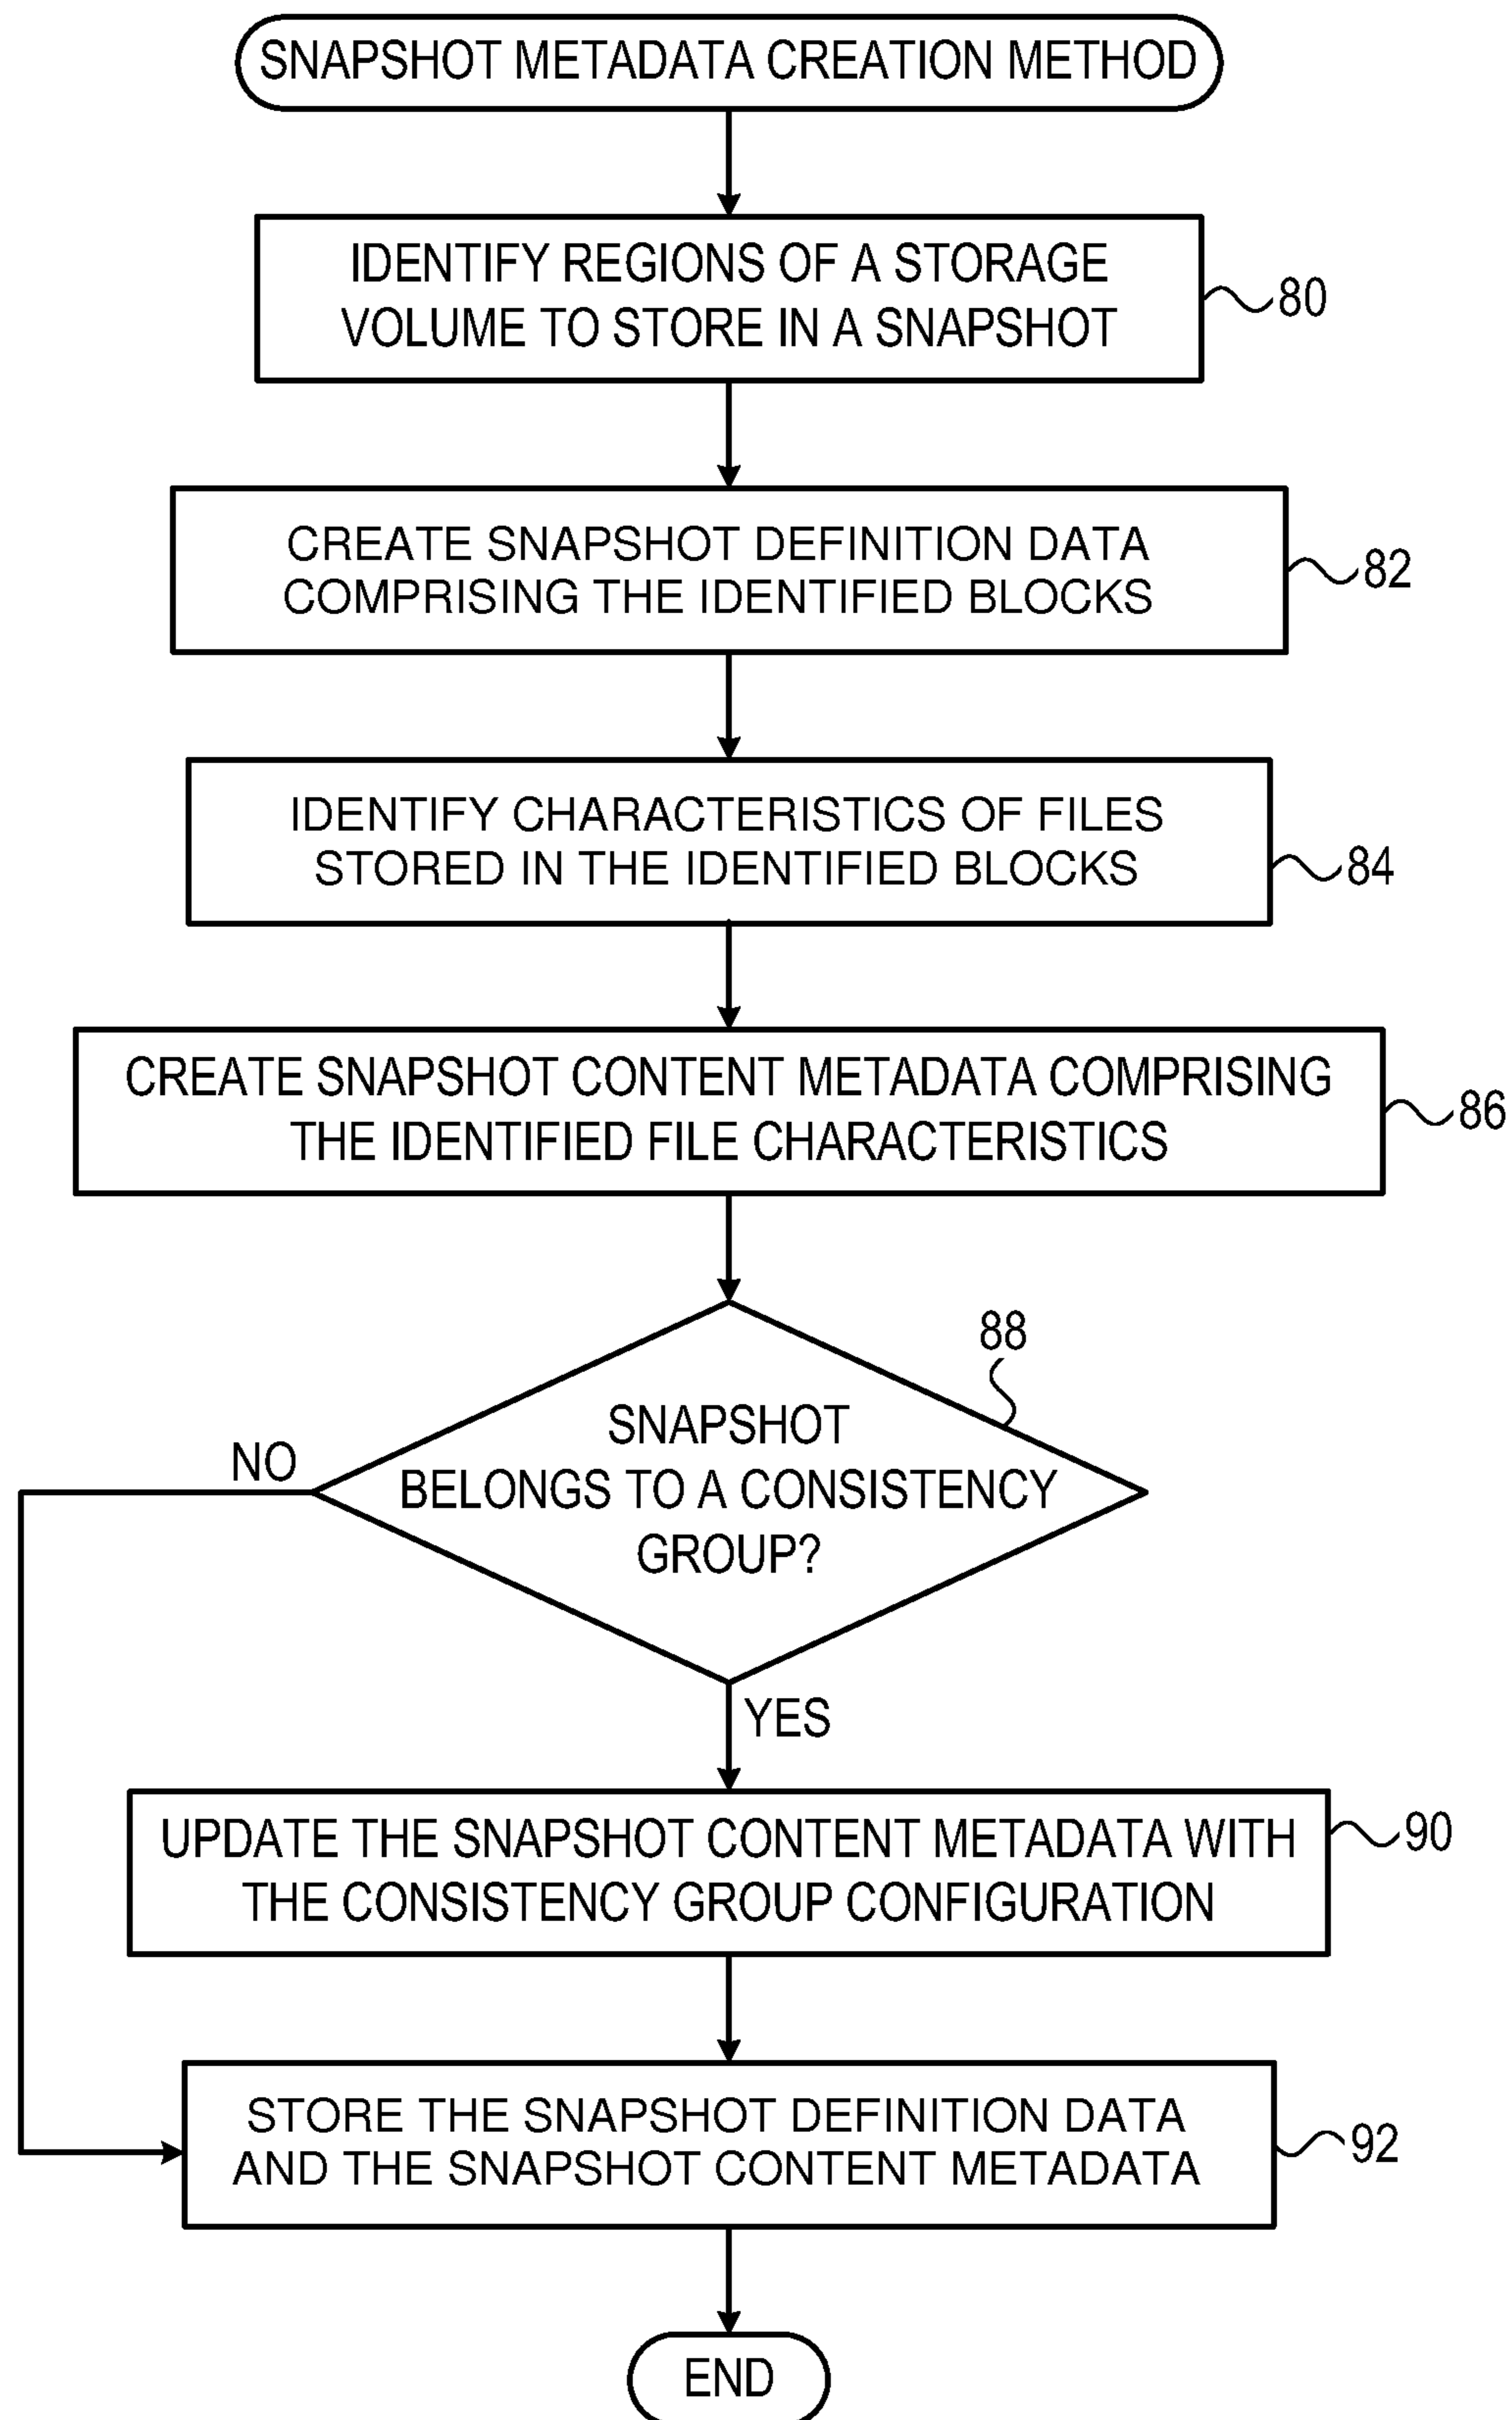 SNAPSHOT METADATA CREATION METHOD
IDENTIFY REGIONS OF A STORAGE
VOLUME TO STORE IN A SNAPSHOT
80
CREATE SNAPSHOT DEFINITION DATA
COMPRISING THE IDENTIFIED BLOCKS
82
IDENTIFY CHARACTERISTICS OF FILES
STORED IN THE IDENTIFIED BLOCKS
84
CREATE SNAPSHOT CONTENT METADATA COMPRISING
THE IDENTIFIED FILE CHARACTERISTICS
86
88
SNAPSHOT
BELONGS TO A CONSISTENCY
GROUP?
NO
YES
UPDATE THE SNAPSHOT CONTENT METADATA WITH
THE CONSISTENCY GROUP CONFIGURATION
90
STORE THE SNAPSHOT DEFINITION DATA
AND THE SNAPSHOT CONTENT METADATA
92
END